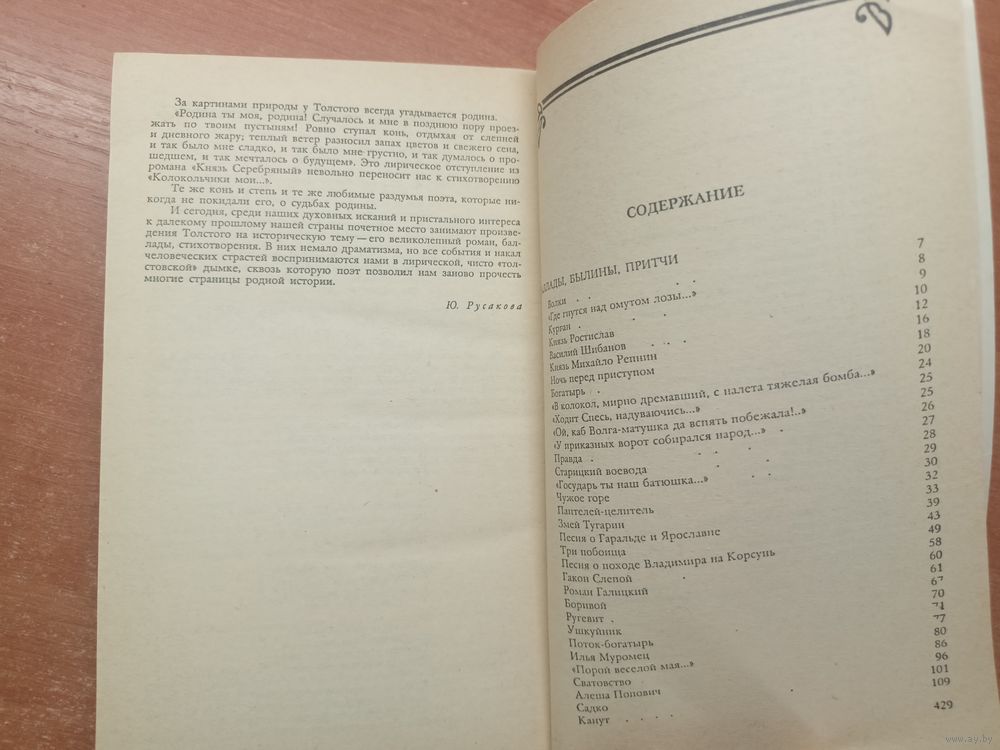 За картинами природы у Толстого всегда угадывается родина.
«Родина ты моя, родина! Случалось и мне в позднюю пору проез-
жать по твоим пустыням! Ровно ступал конь, отдыхая от слепней
и дневного жару; теплый ветер разносил запах цветов и свежего сена,
и так было мне сладко, и так было мне грустно, и так думалось о про-
шедшем, и так мечталось о будущем». Это лирическое отступление из
романа «Князь Серебряный» невольно переносит нас к стихотворению
«Колокольчики мои...».
Те же конь и степь и те же любимые раздумья поэта, которые ни-
когда не покидали его, о судьбах родины.
И сегодня, среди наших духовных исканий и пристального интереса
к далекому прошлому нашей страны почетное место занимают произве-
дения Толстого на историческую тему — его великолепный роман, бал-
лады, стихотворения. В них немало драматизма, но все события и накал
человеческих страстей воспринимаются нами в лирической, чисто «тол-
стовской» дымке, сквозь которую поэт позволил нам заново прочесть
многие страницы родной истории.
Ю. Русакова
СОДЕРЖАНИЕ
БАЛЛАДЫ, БЫЛИНЫ, ПРИТЧИ
Волки . .
«Где гнутся над омутом лозы...»
Курган .
Князь Ростислав
Василий Шибанов . . .
Князь Михайло Репнин
Ночь перед приступом
Богатырь .
«В колокол, мирно дремавший, с налета тяжелая бомба...»
«Ходит Спесь, надуваючись...»
«Ой, каб Волга-матушка да вспять побежала!..»
«У приказных ворот собирался народ...» .
Правда .
Старицкий воевода
«Государь ты наш батюшка...»
Чужое горе
Пантелей-целитель
Змей Тугарин
Песня о Гаральде и Ярославне
Три побоища
Песня о походе Владимира на Корсунь
Гакон Слепой
Роман Галицкий
Боривой
Ругевит .
Ушкуйник
Поток-богатырь
Илья Муромец
«Порой веселой мая...»
Сватовство
Алеша Попович
Садко
Канут . . . .
7
8
9
10
12
16
18
20
24
25
25
26
27
28
29
30
32
33
39
43
49
58
60
61
67
70
71
77
80
86
96
101
109
429
www.ay.by